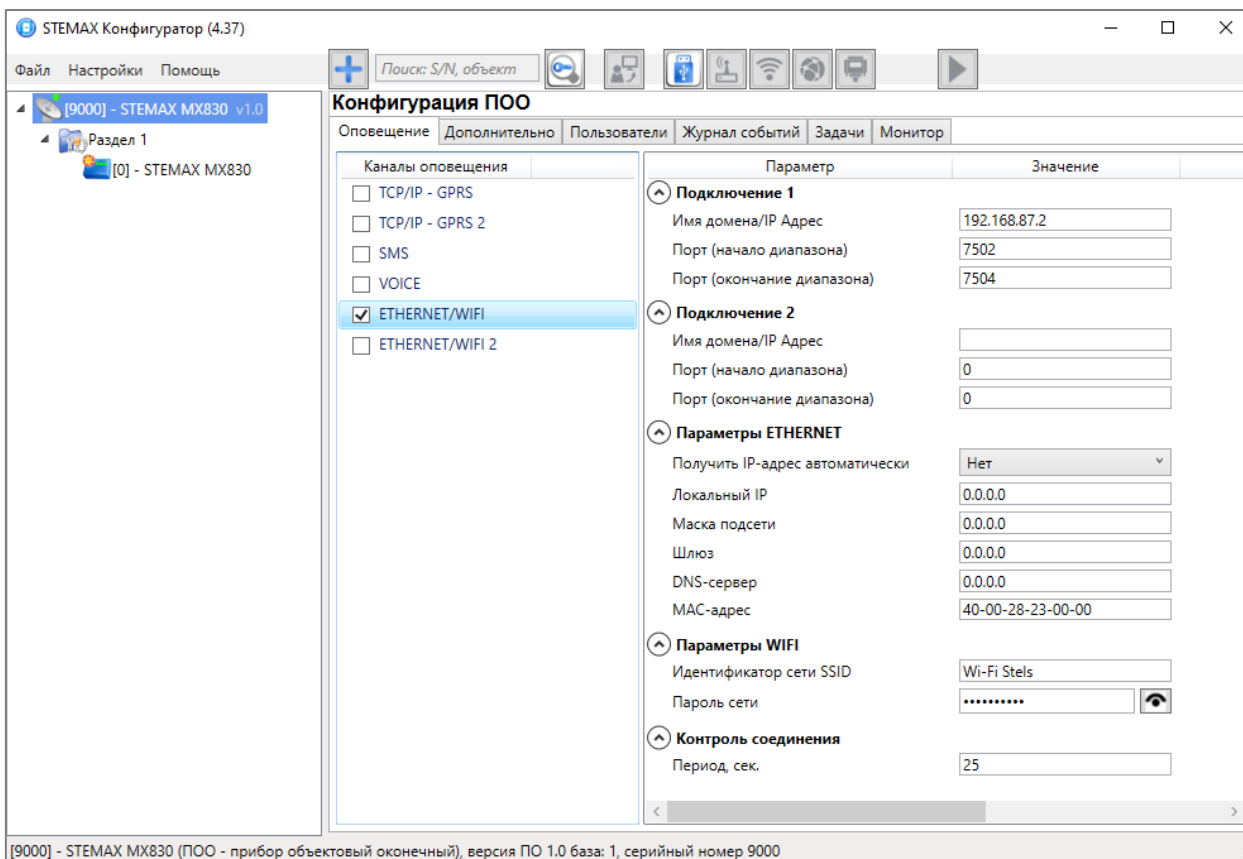 STEMAX Конфигуратор (4.37)
Файл Настройки Помощь
Поиск: S/N, объект
[9000] - STEMAX MX830 v1.0
Раздел 1
[0] - STEMAX MX830
Конфигурация ПОО
Оповещение Дополнительно Пользователи Журнал событий Задачи Монитор
Каналы оповещения
TCP/IP - GPRS
TCP/IP - GPRS 2
SMS
VOICE
ETHERNET/WIFI
ETHERNET/WIFI 2
Параметр Значение
Подключение 1
Имя домена/IP Адрес 192.168.87.2
Порт (начало диапазона) 7502
Порт (окончание диапазона) 7504
Подключение 2
Имя домена/IP Адрес
Порт (начало диапазона) 0
Порт (окончание диапазона) 0
Параметры ETHERNET
Получить IP-адрес автоматически Нет
Локальный IP 0.0.0.0
Маска подсети 0.0.0.0
Шлюз 0.0.0.0
DNS-сервер 0.0.0.0
MAC-адрес 40-00-28-23-00-00
Параметры WIFI
Идентификатор сети SSID Wi-Fi Stels
Пароль сети ••••••••••
Контроль соединения
Период, сек. 25
[9000] - STEMAX MX830 (ПОО - прибор объектовый оконечный), версия ПО 1.0 база: 1, серийный номер 9000